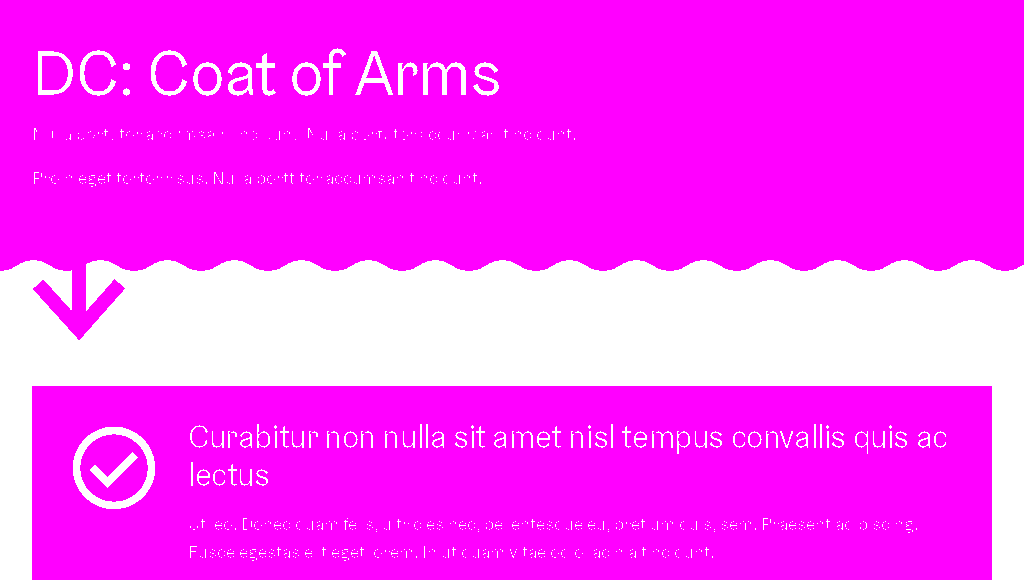 DC: Coat of Arms
Nulla porttitor accumsan tincidunt. Nulla porttitor accumsan tincidunt.
Proin eget tortor risus. Nulla porttitor accumsan tincidunt.
Curabitur non nulla sit amet nisl tempus convallis quis ac
lectus
Ut leo. Donec quam felis, ultricies nec, pellentesque eu, pretium quis, sem. Praesent adipiscing.
Fusce egestas elit eget lorem. In ut quam vitae odio lacinia tincidunt.